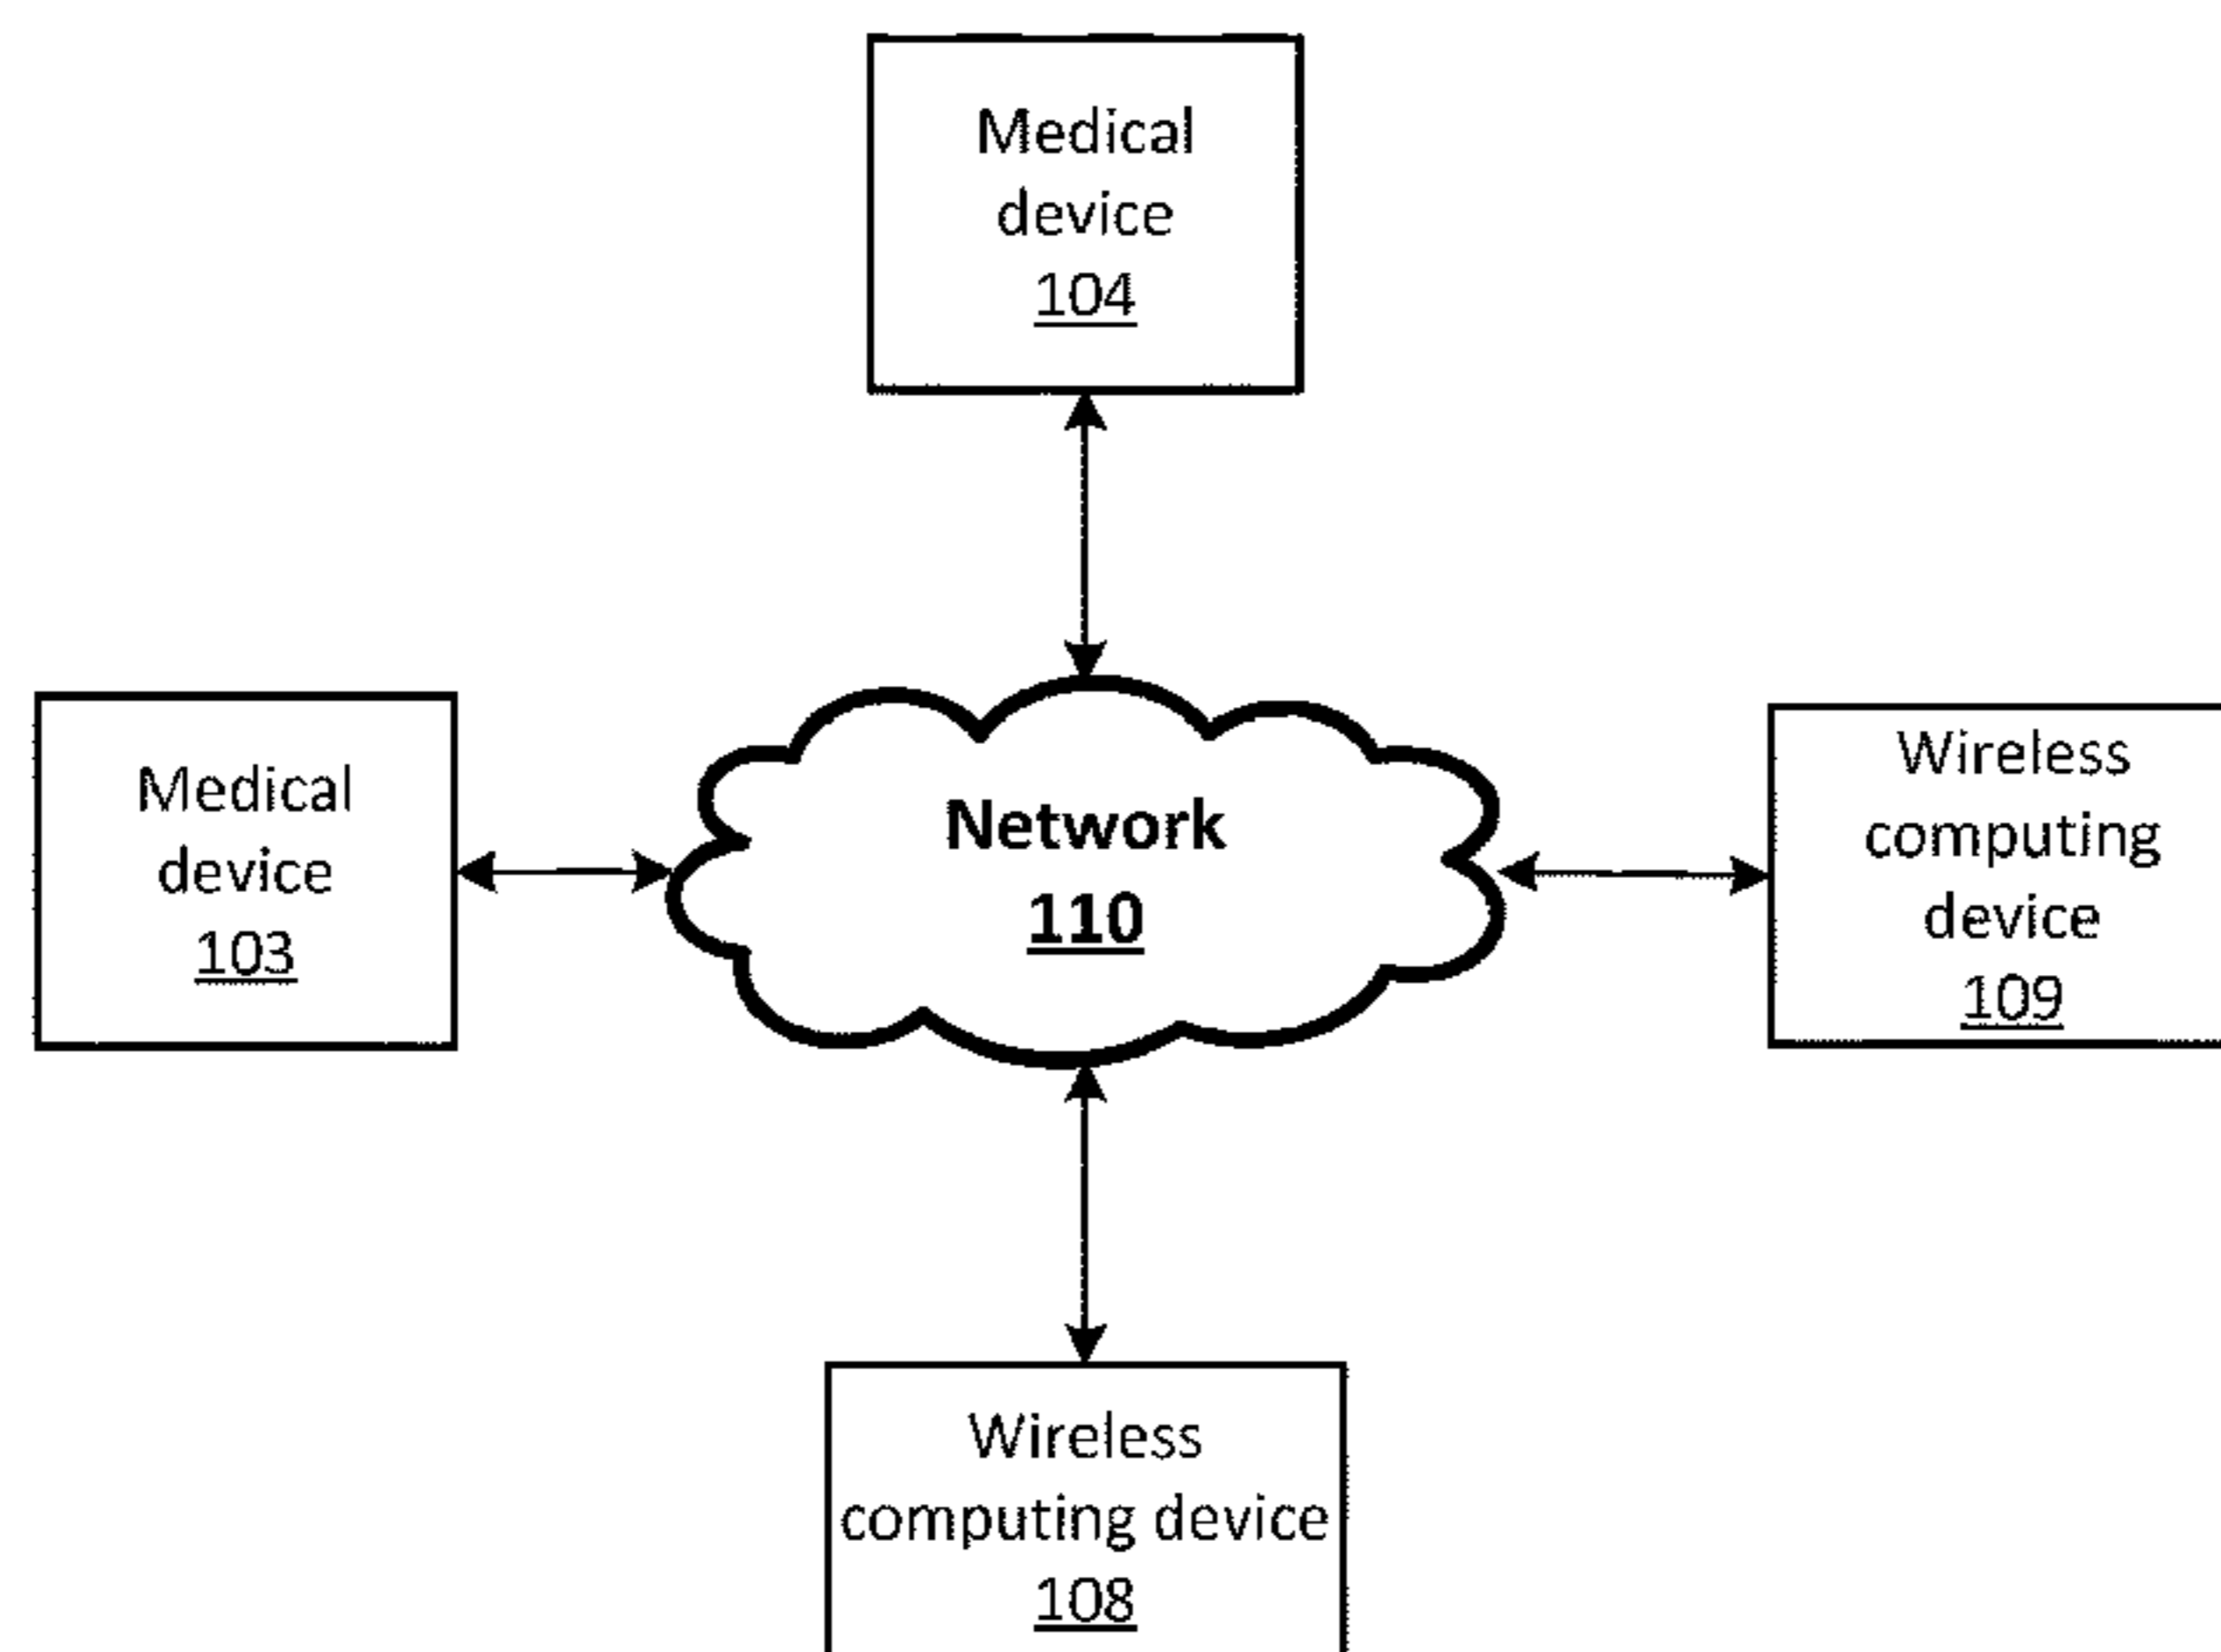 Medical
device
104
Medical
device
103
Network
110
Wireless
computing
device
109
Wireless
computing device
108